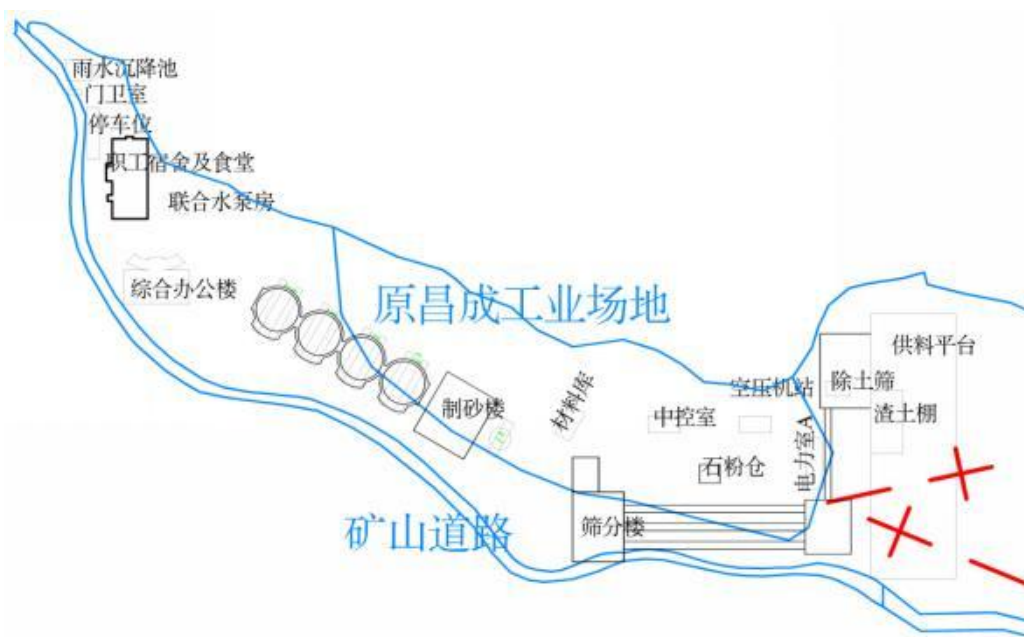 雨水沉降池
门卫室
停车位
职工宿舍及食堂
联合水泵房
综合办公楼
原昌成工业场地
供料平台
除土筛
空压机站
渣土棚
材料库
制砂楼
中控室
电力室A
石粉仓
筛分楼
矿山道路